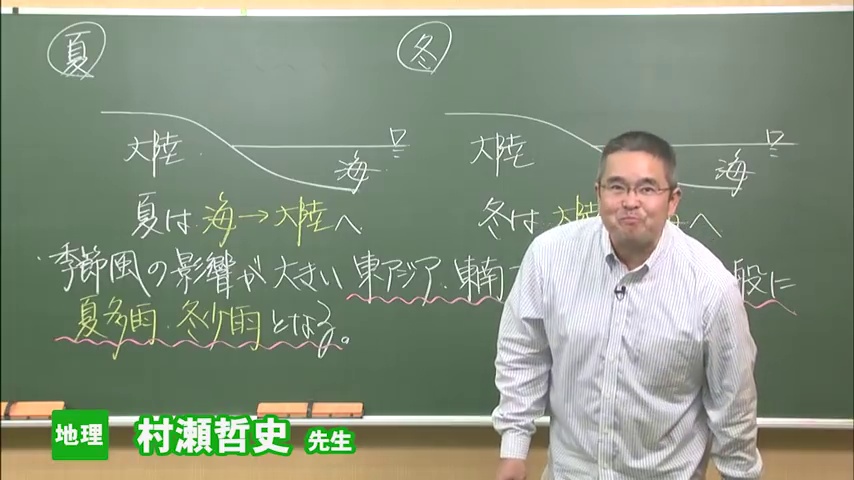 夏
冬
大陸
海
大陸
海
夏は 海→大陸へ
冬は 大陸 へ
季節風の影響が大きい 東アジア・東南 般に
夏多雨・冬少雨となる。
地理 村瀬哲史 先生